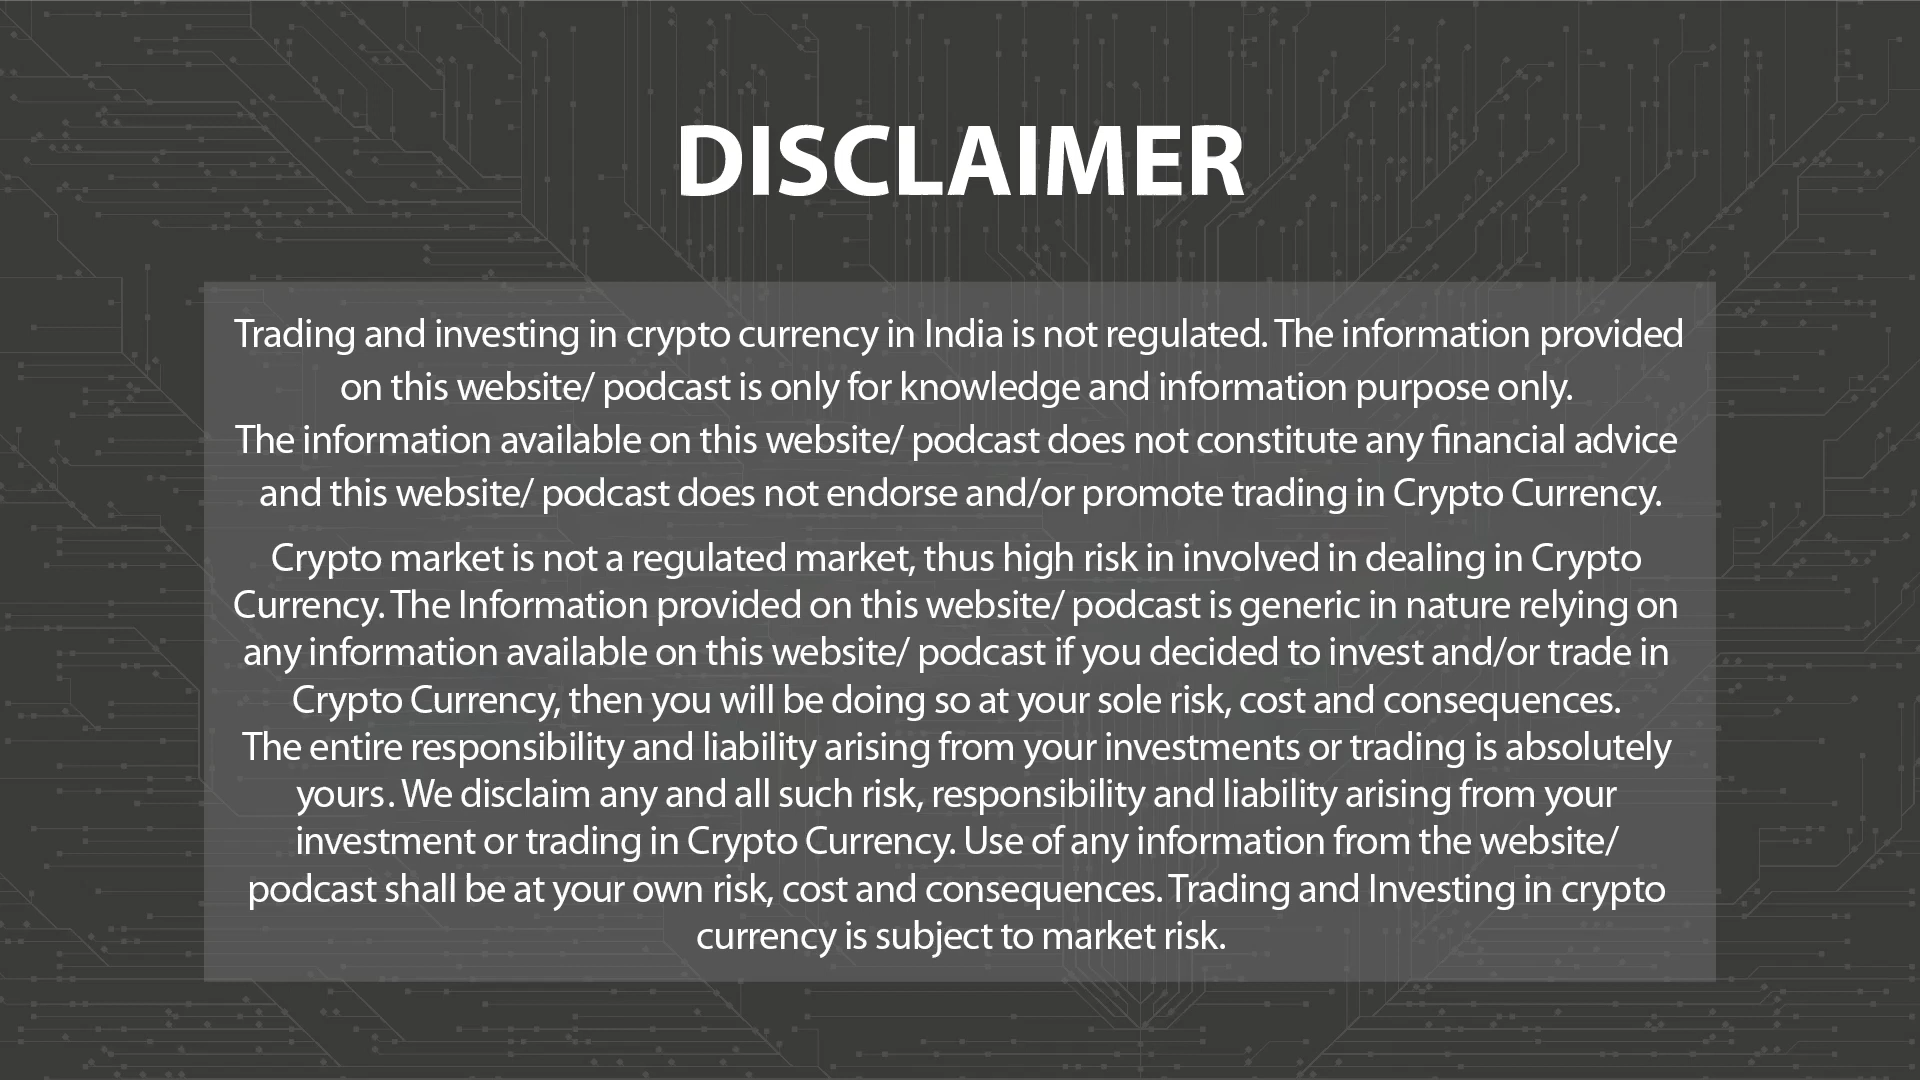 DISCLAIMER
Trading and investing in crypto currency in India is not regulated. The information provided
on this website/ podcast is only for knowledge and information purpose only.
The information available on this website/ podcast does not constitute any financial advice
and this website/ podcast does not endorse and/or promote trading in Crypto Currency.
Crypto market is not a regulated market, thus high risk in involved in dealing in Crypto
Currency. The Information provided on this website/ podcast is generic in nature relying on
any information available on this website/ podcast if you decided to invest and/or trade in
Crypto Currency, then you will be doing so at your sole risk, cost and consequences.
The entire responsibility and liability arising from your investments or trading is absolutely
yours. We disclaim any and all such risk, responsibility and liability arising from your
investment or trading in Crypto Currency. Use of any information from the website/
podcast shall be at your own risk, cost and consequences. Trading and Investing in crypto
currency is subject to market risk.